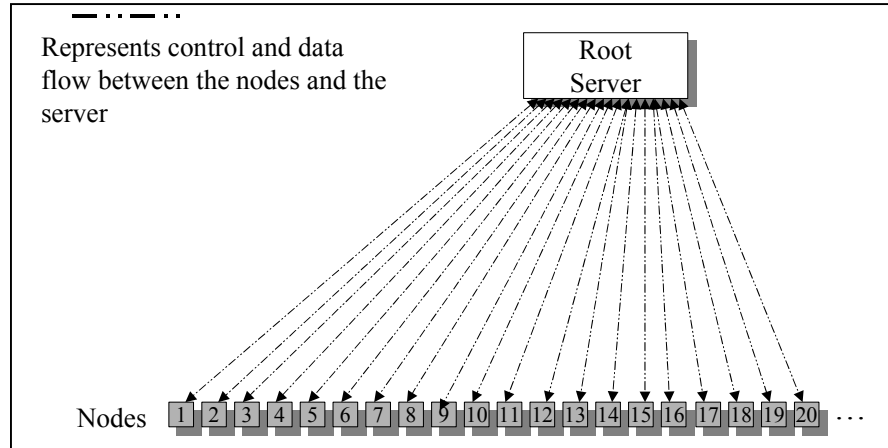 Represents control and data
flow between the nodes and the
server
Root
Server
Nodes 1 2 3 4 5 6 7 8 9 10 11 12 13 14 15 16 17 18 19 20 ...